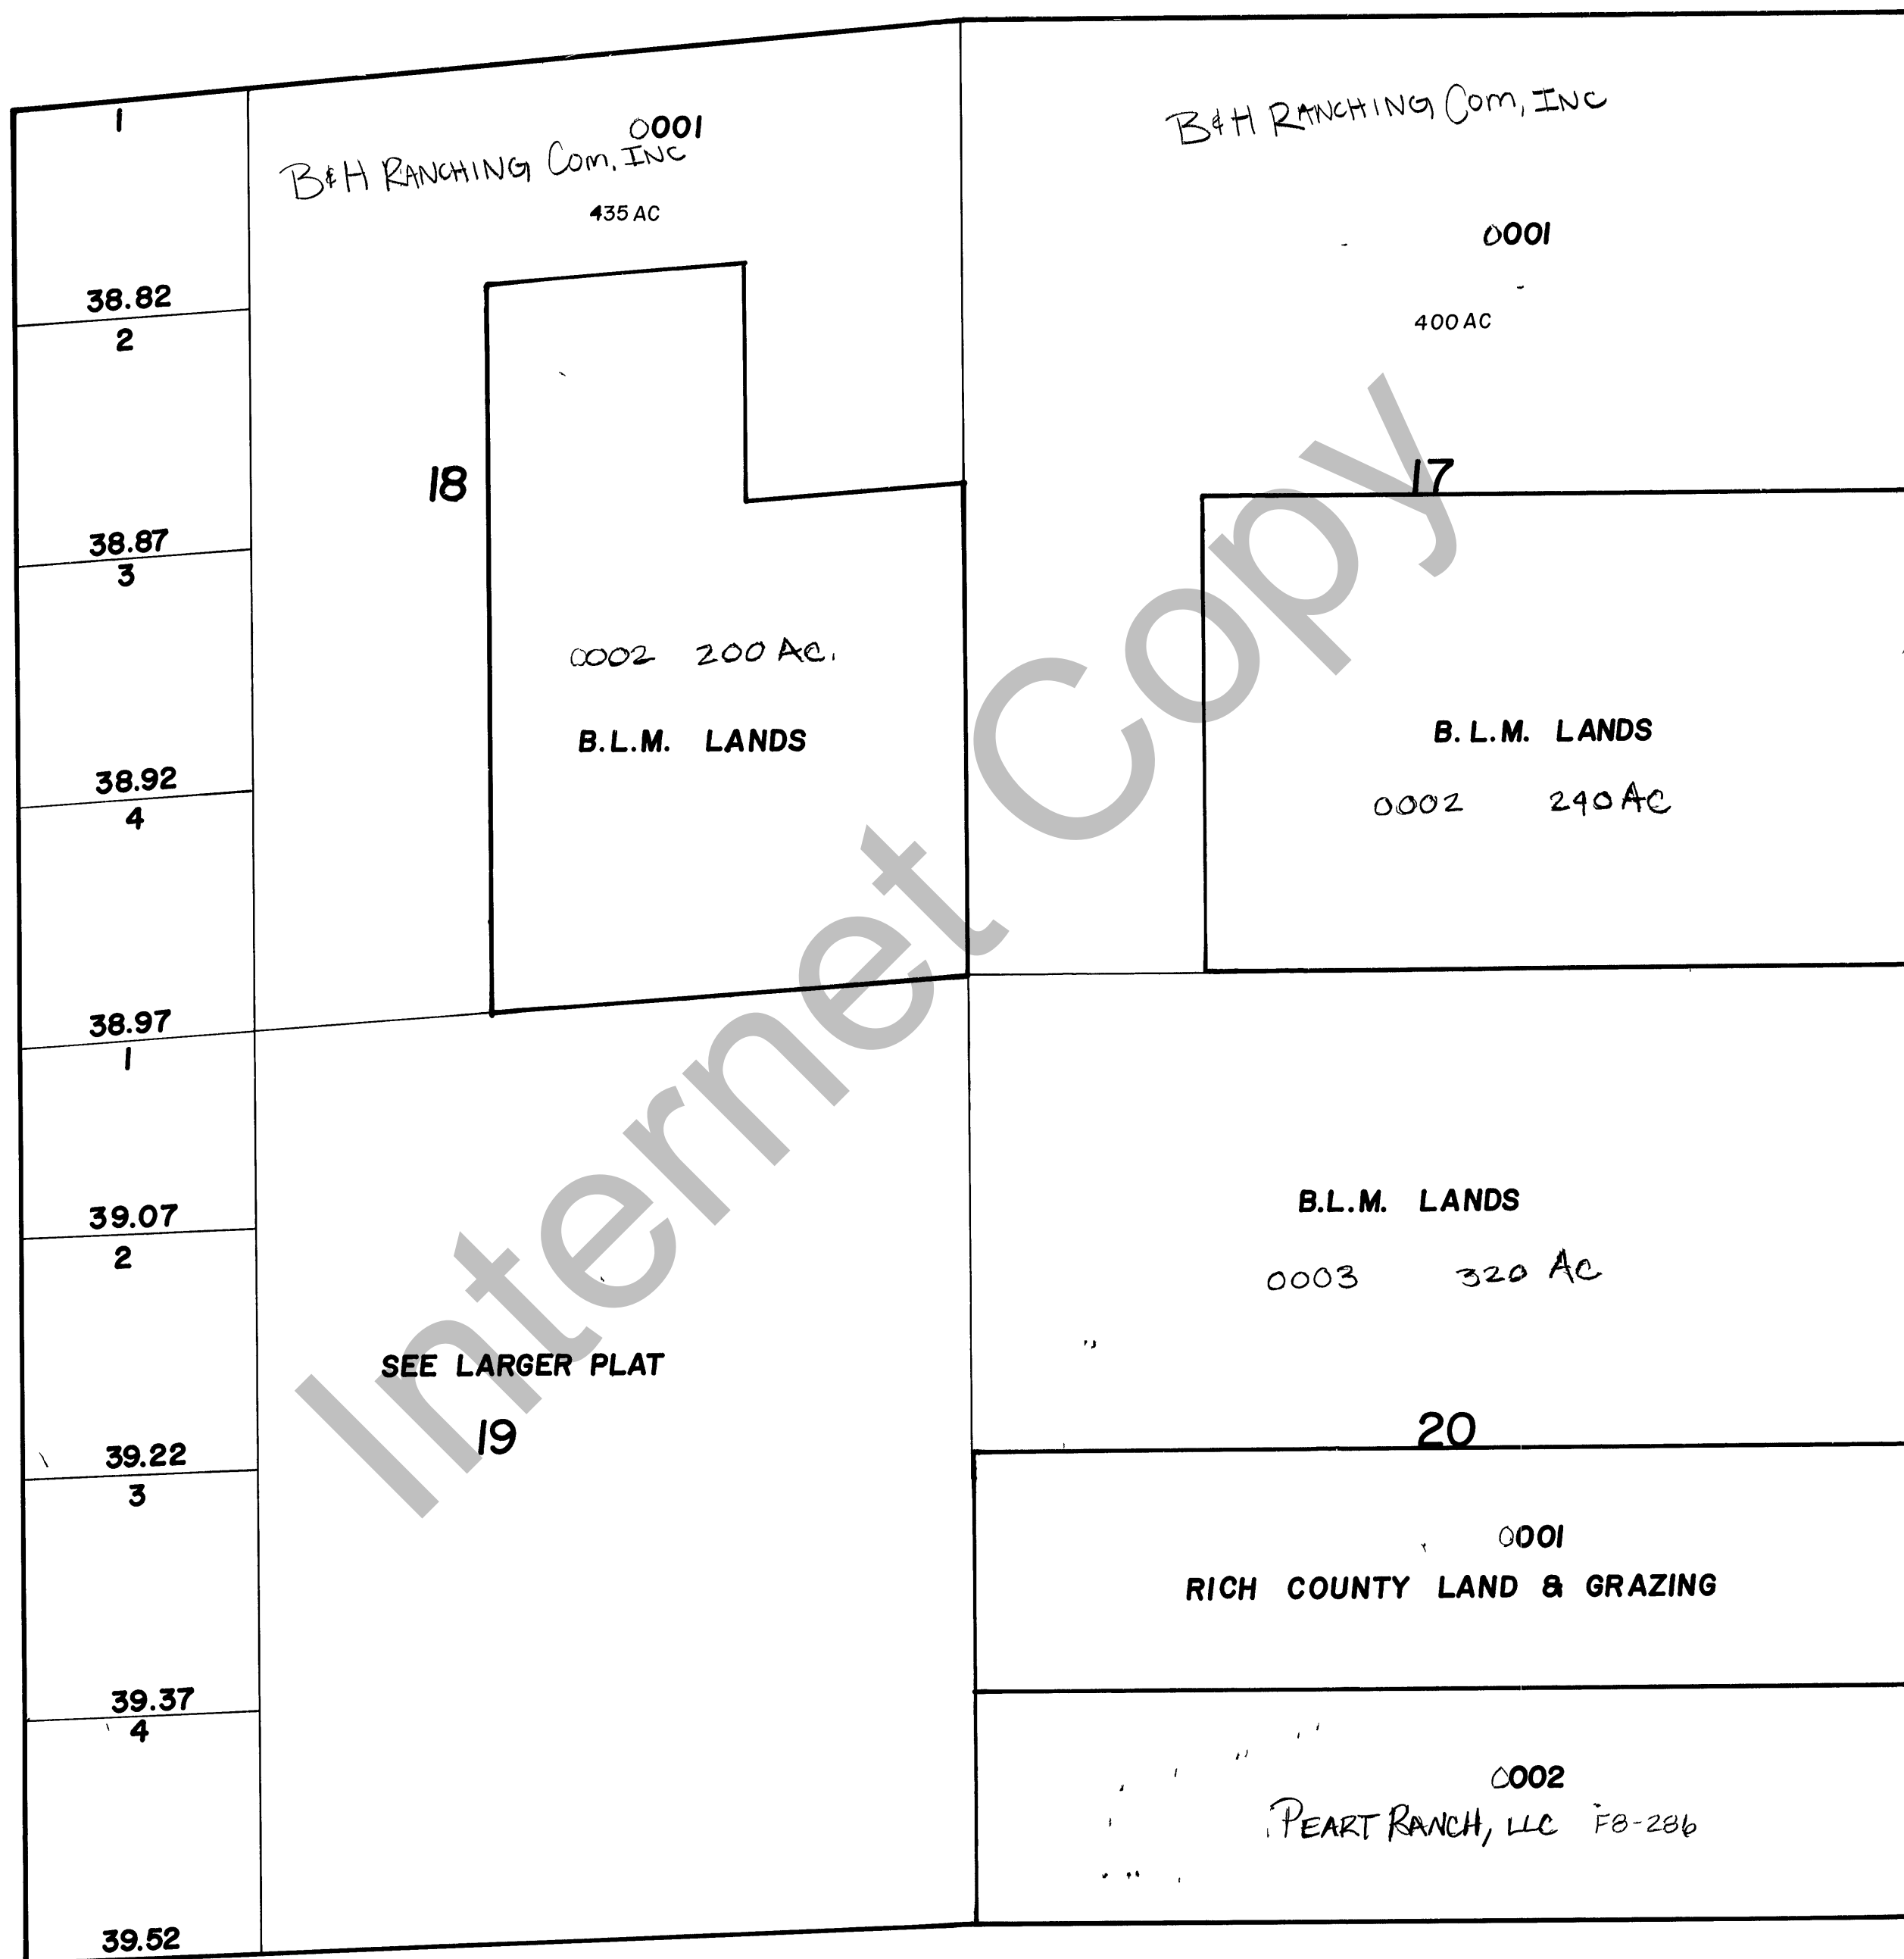 1
38.82
2
38.87
3
38.92
4
38.97
1
39.07
2
39.22
3
39.37
4
39.52
0001
B&H RANCHING Com, INC
435 AC
18
0002 200 AC.
B.L.M. LANDS
B&H RANCHING Com, INC
0001
400 AC
17
B.L.M. LANDS
0002 240 AC
SEE LARGER PLAT
19
B.L.M. LANDS
0003 320 AC
20
0001
RICH COUNTY LAND & GRAZING
0002
PEART RANCH, LLC F8-286
Internet Copy